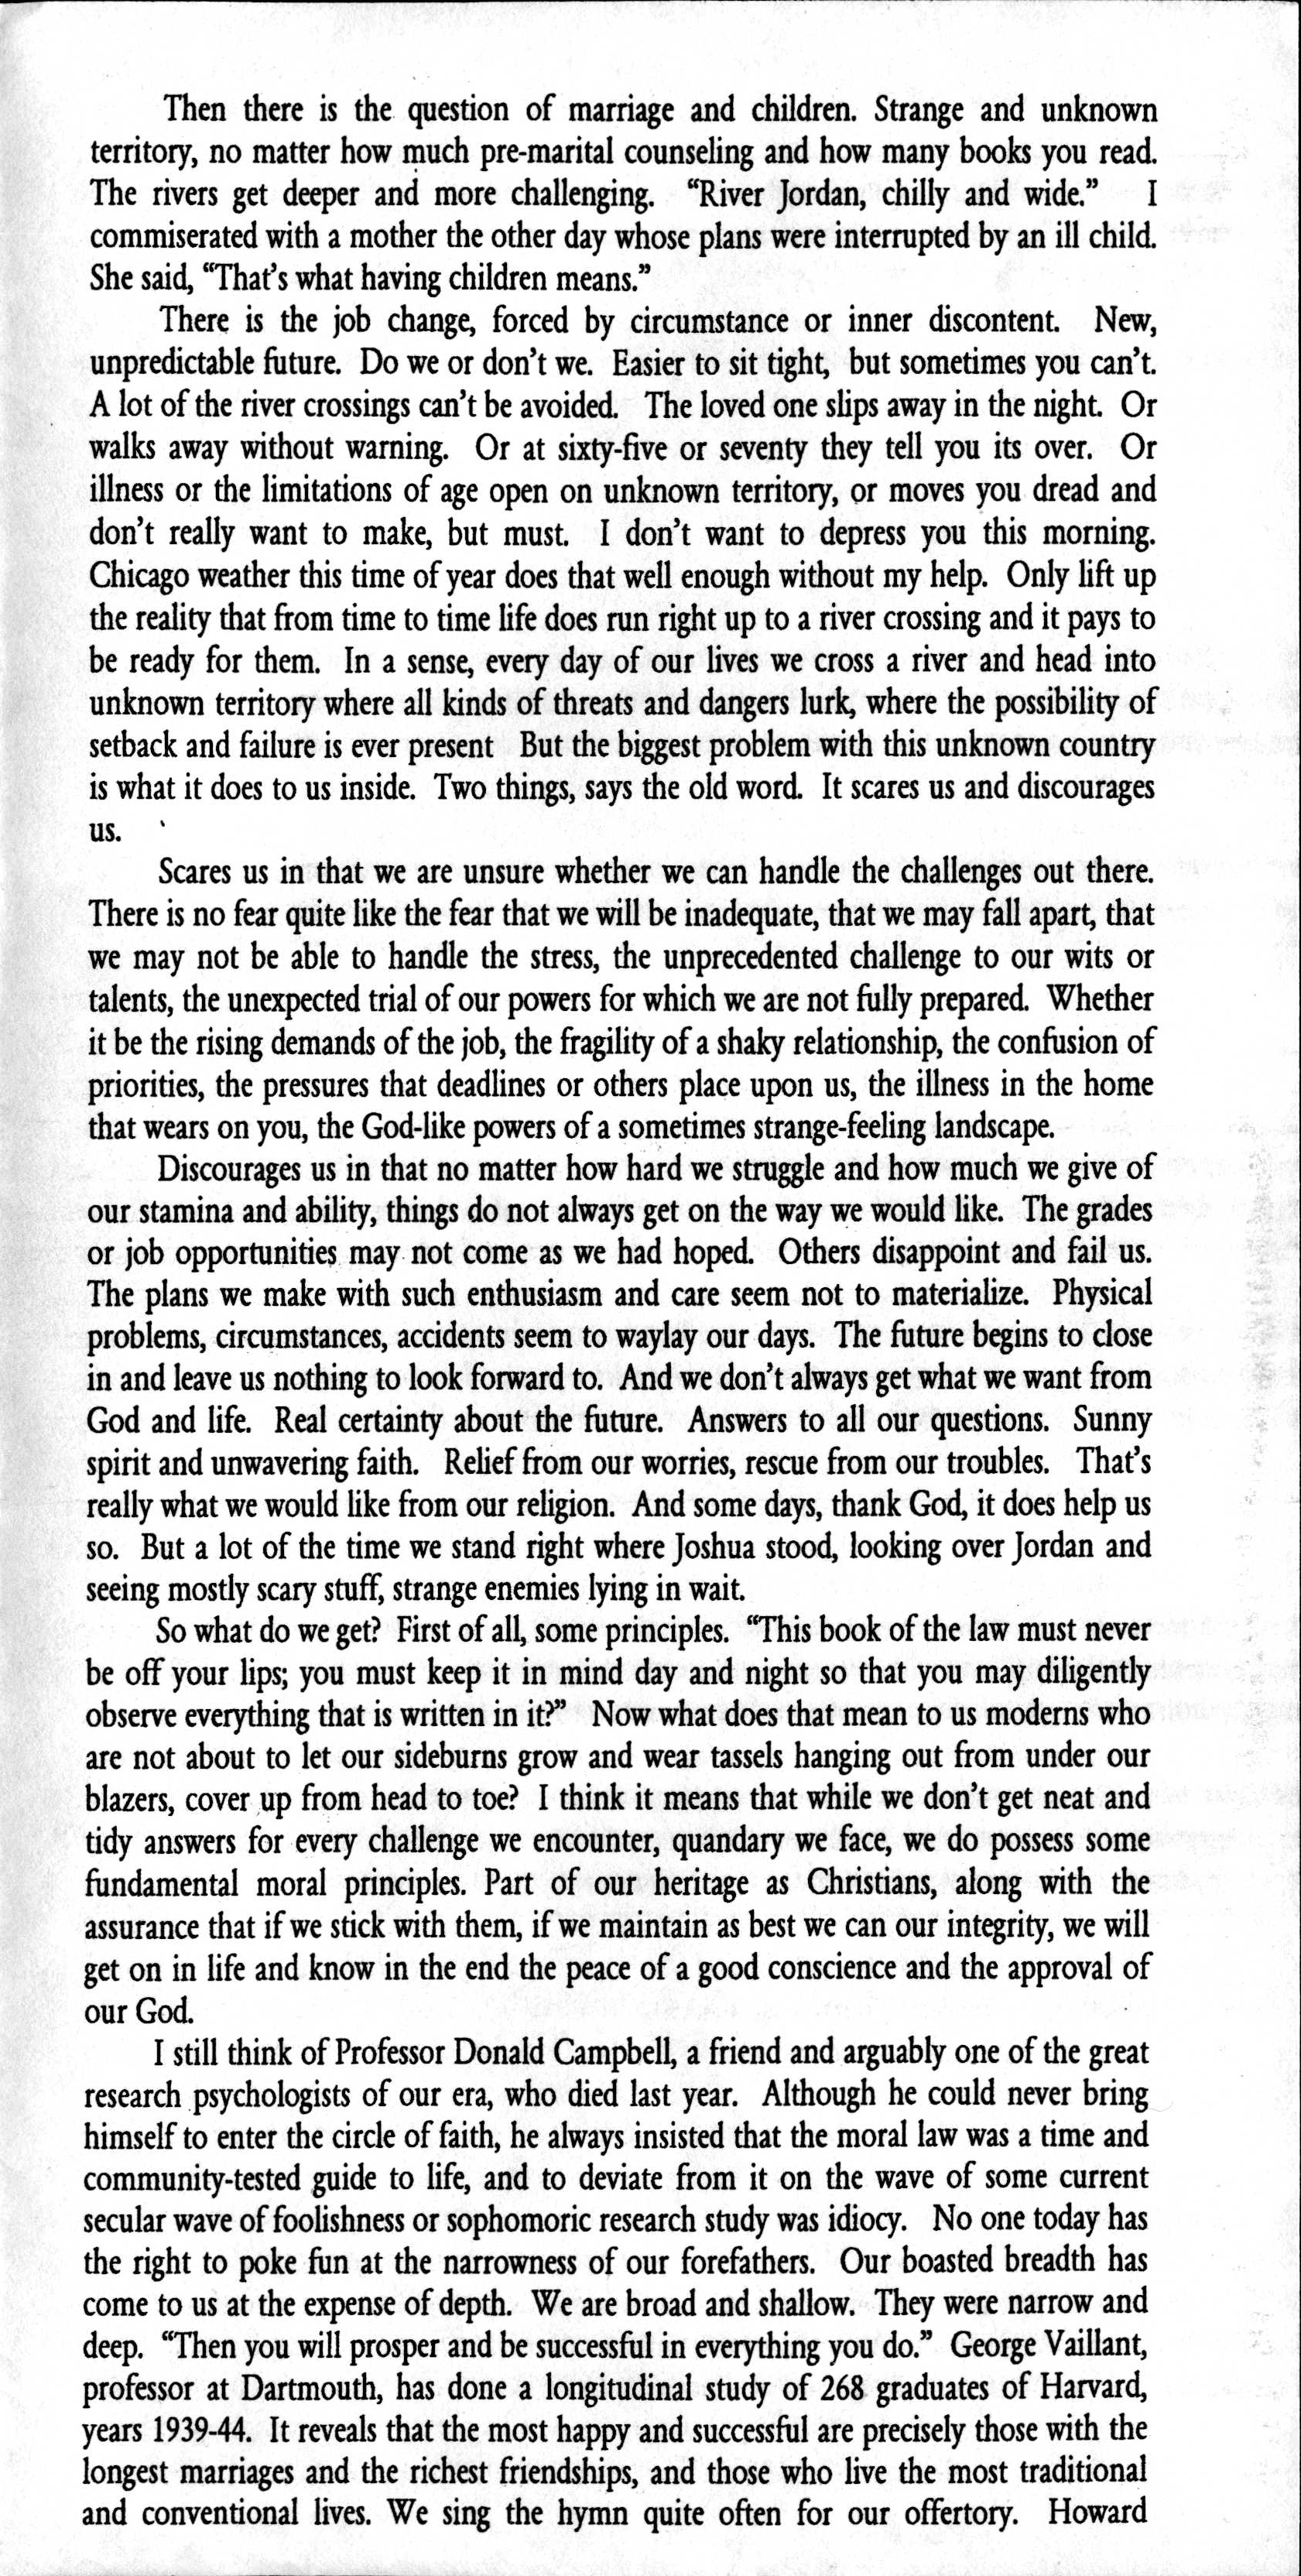 Then there is the question of marriage and children. Strange and unknown
territory, no matter how much pre-marital counseling and how many books you read.
The rivers get deeper and more challenging. “River Jordan, chilly and wide.” I
commiserated with a mother the other day whose plans were interrupted by an ill child.
She said, “That’s what having children means.”
There is the job change, forced by circumstance or inner discontent. New,
unpredictable future. Do we or don’t we. Easier to sit tight, but sometimes you can’t.
A lot of the river crossings can’t be avoided. The loved one slips away in the night. Or
walks away without warning. Or at sixty-five or seventy they tell you its over. Or
illness or the limitations of age open on unknown territory, or moves you dread and
don’t really want to make, but must. I don’t want to depress you this morning.
Chicago weather this time of year does that well enough without my help. Only lift up
the reality that from time to time life does run right up to a river crossing and it pays to
be ready for them. In a sense, every day of our lives we cross a river and head into
unknown territory where all kinds of threats and dangers lurk, where the possibility of
setback and failure is ever present But the biggest problem with this unknown country
is what it does to us inside. Two things, says the old word. It scares us and discourages
us.
Scares us in that we are unsure whether we can handle the challenges out there.
There is no fear quite like the fear that we will be inadequate, that we may fall apart, that
we may not be able to handle the stress, the unprecedented challenge to our wits or
talents, the unexpected trial of our powers for which we are not fully prepared. Whether
it be the rising demands of the job, the fragility of a shaky relationship, the confusion of
priorities, the pressures that deadlines or others place upon us, the illness in the home
that wears on you, the God-like powers of a sometimes strange-feeling landscape.
Discourages us in that no matter how hard we struggle and how much we give of
our stamina and ability, things do not always get on the way we would like. The grades
or job opportunities may not come as we had hoped. Others disappoint and fail us.
The plans we make with such enthusiasm and care seem not to materialize. Physical
problems, circumstances, accidents seem to waylay our days. The future begins to close
in and leave us nothing to look forward to. And we don’t always get what we want from
God and life. Real certainty about the future. Answers to all our questions. Sunny
spirit and unwavering faith. Relief from our worries, rescue from our troubles. That’s
really what we would like from our religion. And some days, thank God, it does help us
so. But a lot of the time we stand right where Joshua stood, looking over Jordan and
seeing mostly scary stuff, strange enemies lying in wait.
So what do we get? First of all, some principles. “This book of the law must never
be off your lips; you must keep it in mind day and night so that you may diligently
observe everything that is written in it?” Now what does that mean to us moderns who
are not about to let our sideburns grow and wear tassels hanging out from under our
blazers, cover up from head to toe? I think it means that while we don’t get neat and
tidy answers for every challenge we encounter, quandary we face, we do possess some
fundamental moral principles. Part of our heritage as Christians, along with the
assurance that if we stick with them, if we maintain as best we can our integrity, we will
get on in life and know in the end the peace of a good conscience and the approval of
our God.
I still think of Professor Donald Campbell, a friend and arguably one of the great
research psychologists of our era, who died last year. Although he could never bring
himself to enter the circle of faith, he always insisted that the moral law was a time and
community-tested guide to life, and to deviate from it on the wave of some current
secular wave of foolishness or sophomoric research study was idiocy. No one today has
the right to poke fun at the narrowness of our forefathers. Our boasted breadth has
come to us at the expense of depth. We are broad and shallow. They were narrow and
deep. “Then you will prosper and be successful in everything you do.” George Vaillant,
professor at Dartmouth, has done a longitudinal study of 268 graduates of Harvard,
years 1939-44. It reveals that the most happy and successful are precisely those with the
longest marriages and the richest friendships, and those who live the most traditional
and conventional lives. We sing the hymn quite often for our offertory. Howard